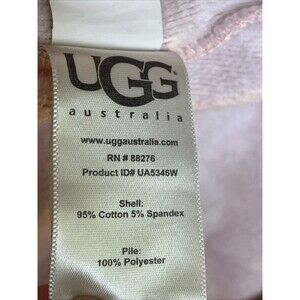 UGG
australia
www.uggaustralia.com
RN # 88276
Product ID# UA5346W
Shell:
95% Cotton 5% Spandex
Pile:
100% Polyester